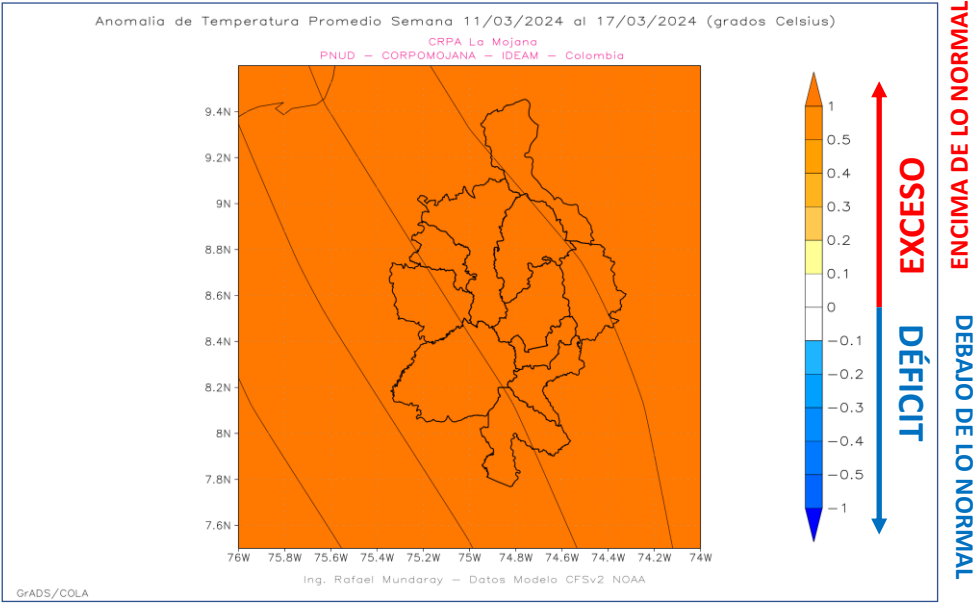 Anomalia de Temperatura Promedio Semana 11/03/2024 al 17/03/2024 (grados Celsius)
CRPA La Mojana
PNUD – CORPOMOJANA – IDEAM – Colombia
9.4N
9.2N
9N
8.8N
8.6N
8.4N
8.2N
8N
7.8N
7.6N
76W 75.8W 75.6W 75.4W 75.2W 75W 74.8W 74.6W 74.4W 74.2W 74W
1
0.5
0.4
0.3
0.2
0.1
0
−0.1
−0.2
−0.3
−0.4
−0.5
−1
EXCESO
DÉFICIT
ENCIMA DE LO NORMAL
DEBAJO DE LO NORMAL
Ing. Rafael Mundaray – Datos Modelo CFSv2 NOAA
GrADS/COLA